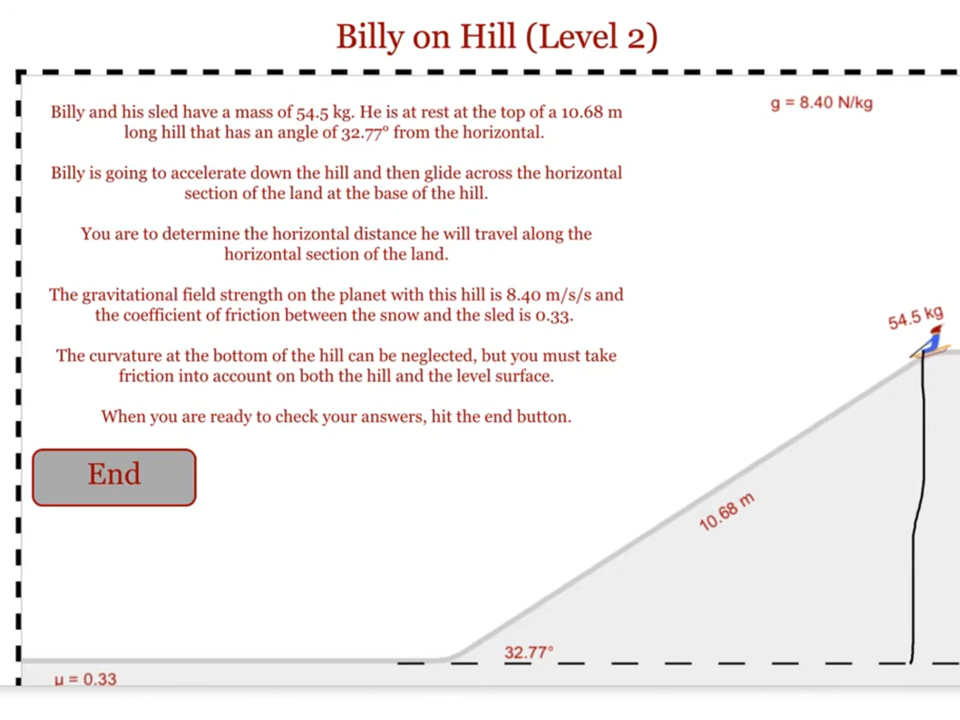 Billy on Hill (Level 2)
Billy and his sled have a mass of 54.5 kg. He is at rest at the top of a 10.68 m
long hill that has an angle of 32.77° from the horizontal.
g = 8.40 N/kg
Billy is going to accelerate down the hill and then glide across the horizontal
section of the land at the base of the hill.
You are to determine the horizontal distance he will travel along the
horizontal section of the land.
The gravitational field strength on the planet with this hill is 8.40 m/s/s and
the coefficient of friction between the snow and the sled is 0.33.
The curvature at the bottom of the hill can be neglected, but you must take
friction into account on both the hill and the level surface.
When you are ready to check your answers, hit the end button.
End
54.5 kg
10.68 m
32.77°
μ = 0.33